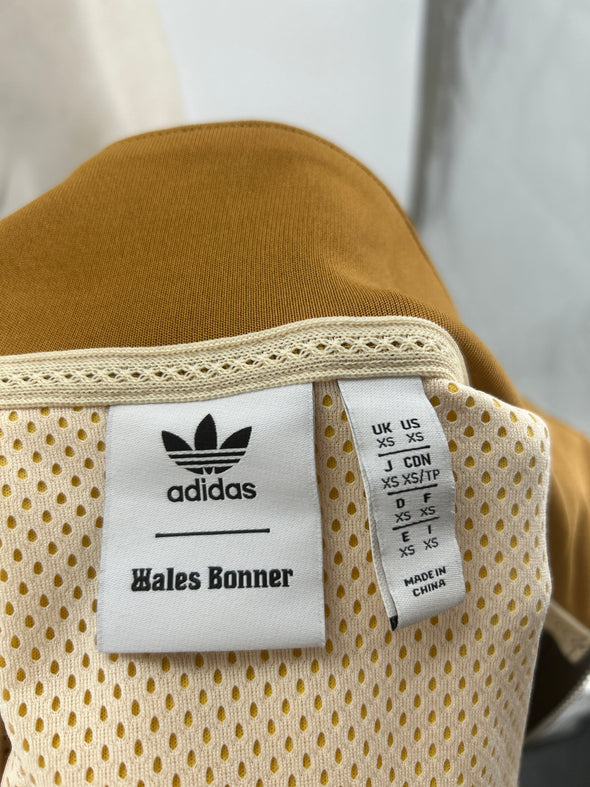 adidas
Wales Bonner
UK US
XS XS
J CDN
XS XS/TP
D F
XS XS
E I
XS XS
MADE IN
CHINA